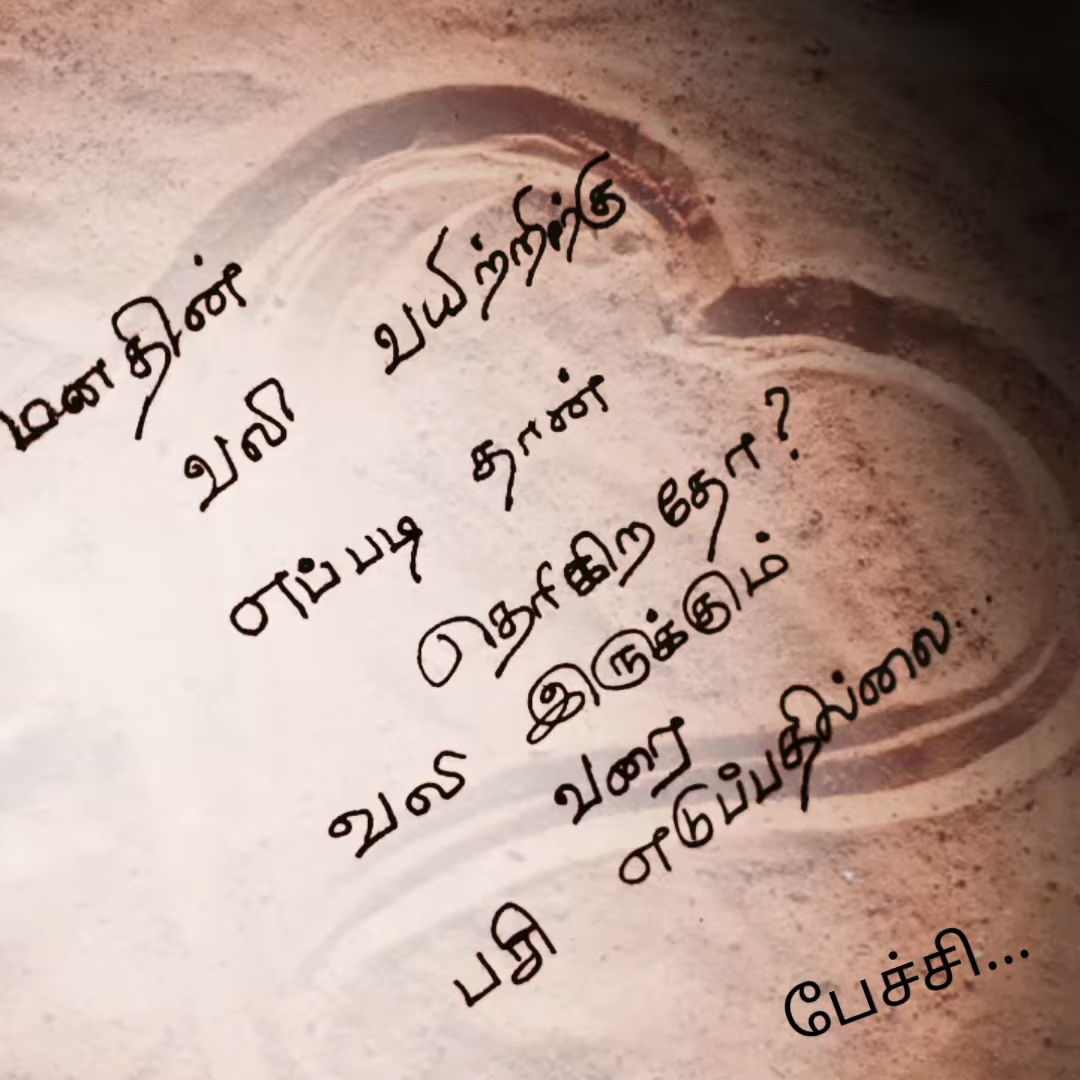 மனதின்
வலி வயிற்றிற்கு
எப்படி தான்
தெரிகிறதோ?
வலி இருக்கும்
வரை
பசி எடுப்பதில்லை...
பேச்சி...